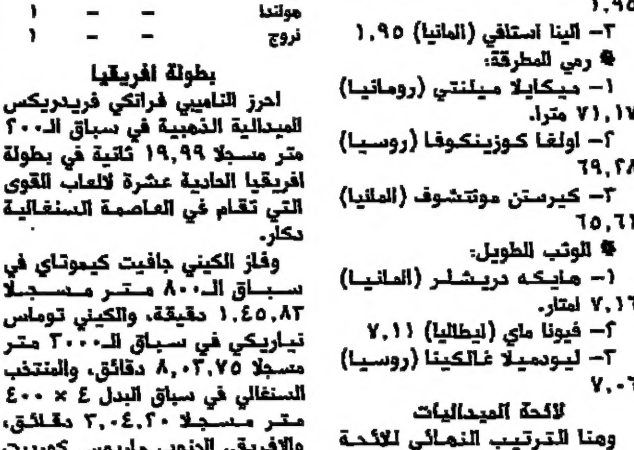 ١,٩٥
٣– الينا استافي (المانيا) ١,٩٥
رمي المطرقة:
١– ميكايلا ميلنتي (رومانيا)
٧١,١٧ مترا.
٢– اولغا كوزينكوفا (روسيا)
٦٩,٢٨
٣– كيرستن مونتشوف (المانيا)
٦٥,٦١
الوثب الطويل:
١– هايكه دريشلر (المانيا)
٧,١٦ امتار.
٢– فيونا ماي (ايطاليا) ٧,١١
٣– ليودميلا غالكينا (روسيا)
٧,٠٦
لائحة الميداليات
وهنا الترتيب النهائي للائحة
هولندا – – ١
نروج – – ١
بطولة افريقيا
احرز الناميبي فرانكي فريدريكس
الميدالية الذهبية في سباق الـ٢٠٠
متر مسجلا ١٩,٩٩ ثانية في بطولة
افريقيا الحادية عشرة لالعاب القوى
التي تقام في العاصمة السنغالية
دكار.
وفاز الكيني جافيت كيموتاي في
سباق الـ٨٠٠ متر مسجلا
١,٤٥,٨٢ دقيقة، والكيني توماس
نياريكي في سباق الـ٣٠٠٠ متر
مسجلا ٨,٠٣,٧٥ دقائق، والمنتخب
السنغالي في سباق البدل ٤ × ٤٠٠
متر مسجلا ٣,٠٤,٢٠ دقائق،